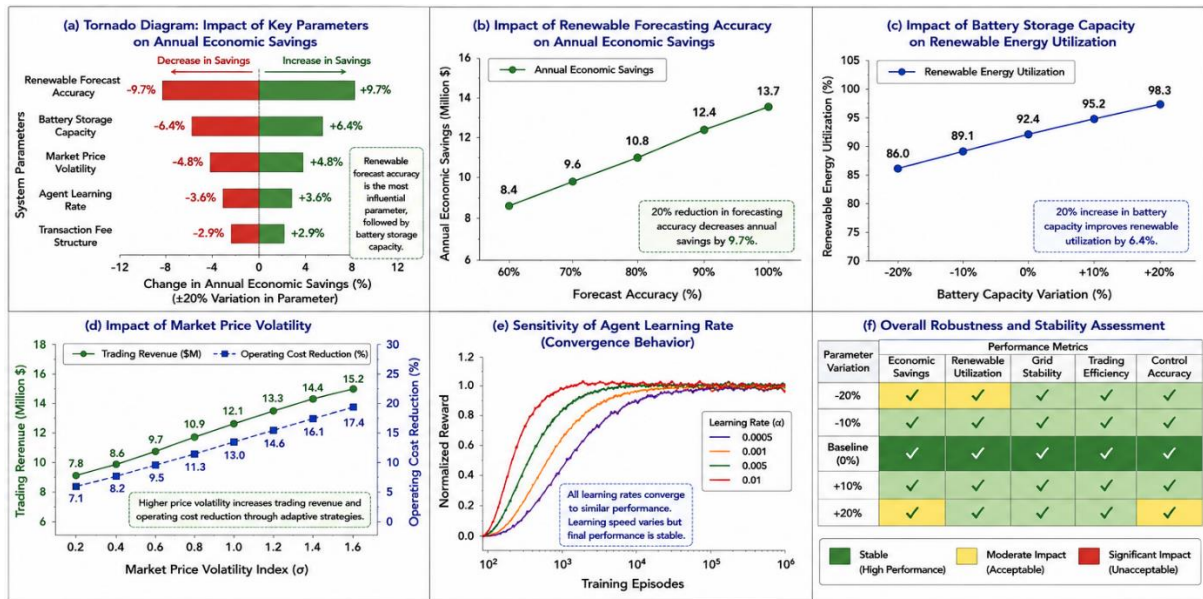 (a) Tornado Diagram: Impact of Key Parameters
on Annual Economic Savings
Decrease in Savings
Increase in Savings
System Parameters
Renewable Forecast
Accuracy
-9.7%
+9.7%
Battery Storage
Capacity
-6.4%
+6.4%
Market Price
Volatility
-4.8%
+4.8%
Agent Learning
Rate
-3.6%
+3.6%
Transaction Fee
Structure
-2.9%
+2.9%
Renewable
forecast accuracy
is the most
influential
parameter,
followed by
battery storage
capacity.
-12 -8 -4 0 4 8 12
Change in Annual Economic Savings (%)
(±20% Variation in Parameter)
(b) Impact of Renewable Forecasting Accuracy
on Annual Economic Savings
Annual Economic Savings (Million $)
Annual Economic Savings
16
14
12
10
8
6
8.4
9.6
10.8
12.4
13.7
20% reduction in forecasting
accuracy decreases annual
savings by 9.7%.
60% 70% 80% 90% 100%
Forecast Accuracy (%)
(c) Impact of Battery Storage Capacity
on Renewable Energy Utilization
Renewable Energy Utilization (%)
Renewable Energy Utilization
105
100
95
90
85
80
75
70
86.0
89.1
92.4
95.2
98.3
20% increase in battery
capacity improves renewable
utilization by 6.4%.
-20% -10% 0% +10% +20%
Battery Capacity Variation (%)
(d) Impact of Market Price Volatility
Trading Revenue (Million $)
Trading Revenue ($M)
Operating Cost Reduction (%)
18
16
14
12
10
8
6
7.8
8.6
9.7
10.9
12.1
13.3
14.4
15.2
7.1
8.2
9.5
11.3
13.0
14.6
16.1
17.4
30
25
20
15
10
5
0
Operating Cost Reduction (%)
Higher price volatility increases trading revenue and
operating cost reduction through adaptive strategies.
0.2 0.4 0.6 0.8 1.0 1.2 1.4 1.6
Market Price Volatility Index (σ)
(e) Sensitivity of Agent Learning Rate
(Convergence Behavior)
Normalized Reward
1.2
1.0
0.8
0.6
0.4
0.2
0.0
Learning Rate (α)
0.0005
0.001
0.005
0.01
All learning rates converge
to similar performance.
Learning speed varies but
final performance is stable.
10² 10² 10³ 10⁴ 10⁵ 10⁶
Training Episodes
(f) Overall Robustness and Stability Assessment
Parameter
Variation
Performance Metrics
Economic
Savings
Renewable
Utilization
Grid
Stability
Trading
Efficiency
Control
Accuracy
-20% ✓ ✓ ✓ ✓ ✓
-10% ✓ ✓ ✓ ✓ ✓
Baseline
(0%) ✓ ✓ ✓ ✓ ✓
+10% ✓ ✓ ✓ ✓ ✓
+20% ✓ ✓ ✓ ✓ ✓
Stable
(High Performance)
Moderate Impact
(Acceptable)
Significant Impact
(Unacceptable)